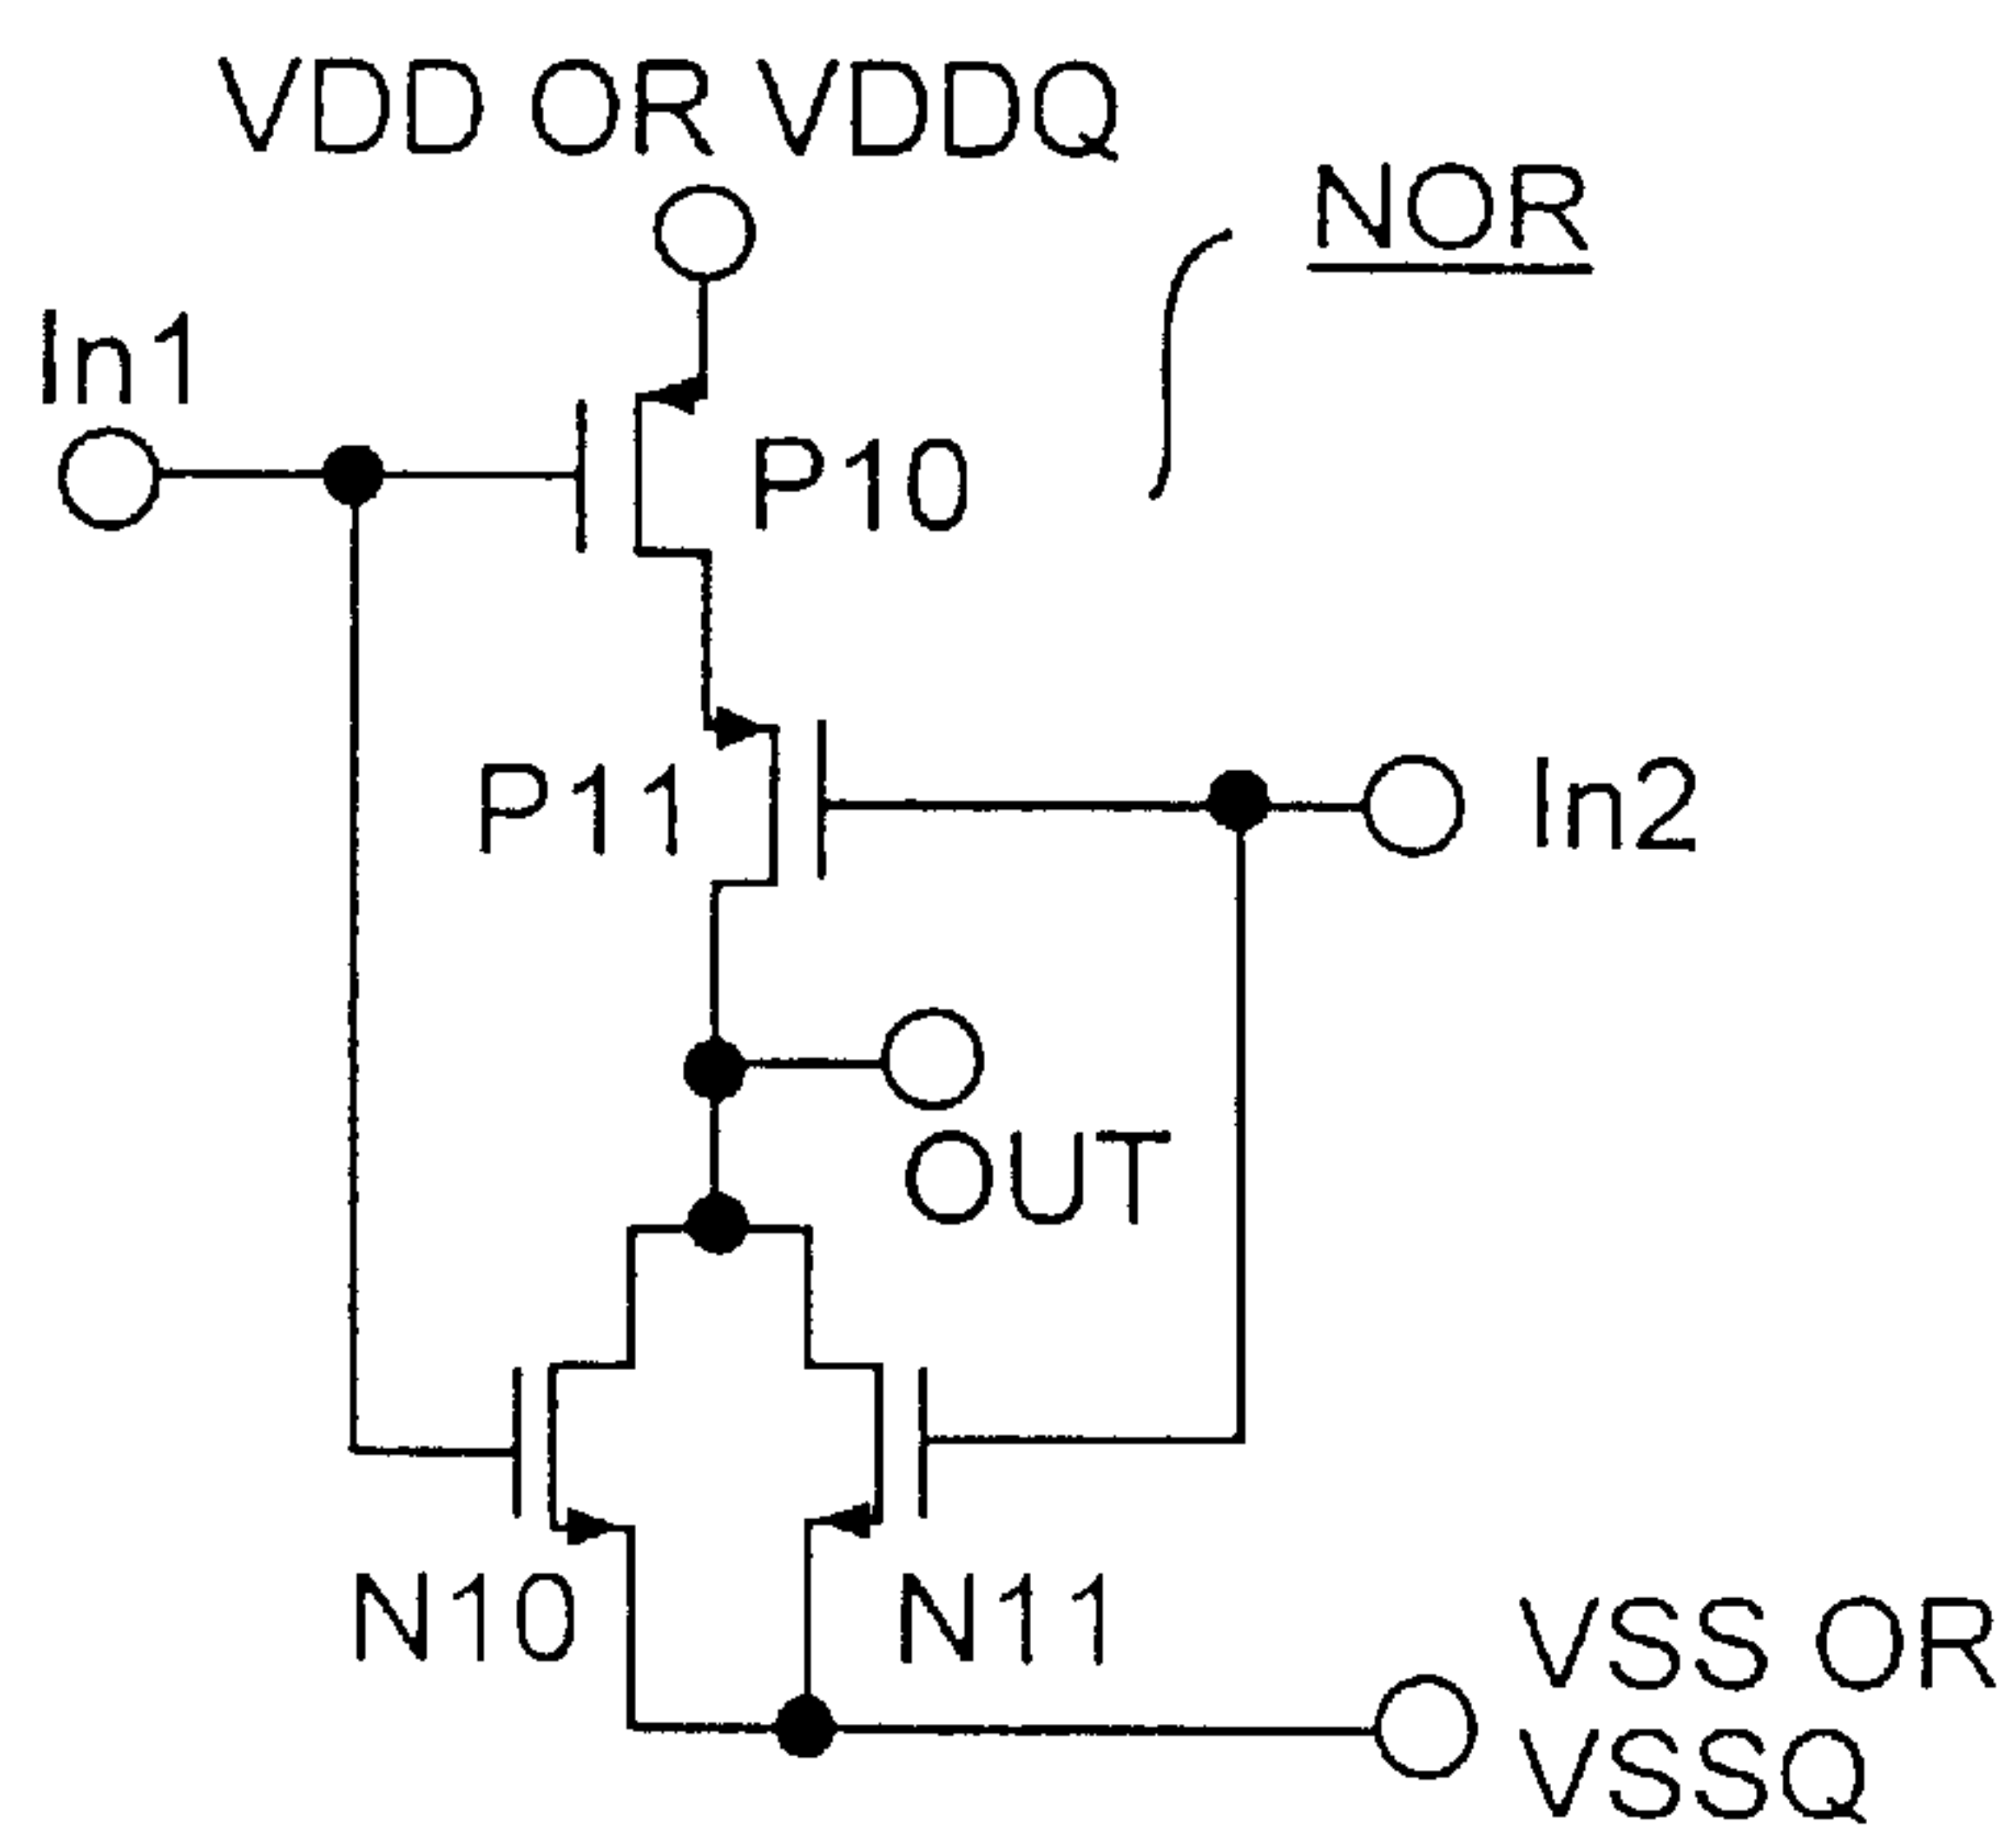 VDD OR VDDQ
NOR
In1
P10
P11
In2
OUT
N10
N11
VSS OR
VSSQ